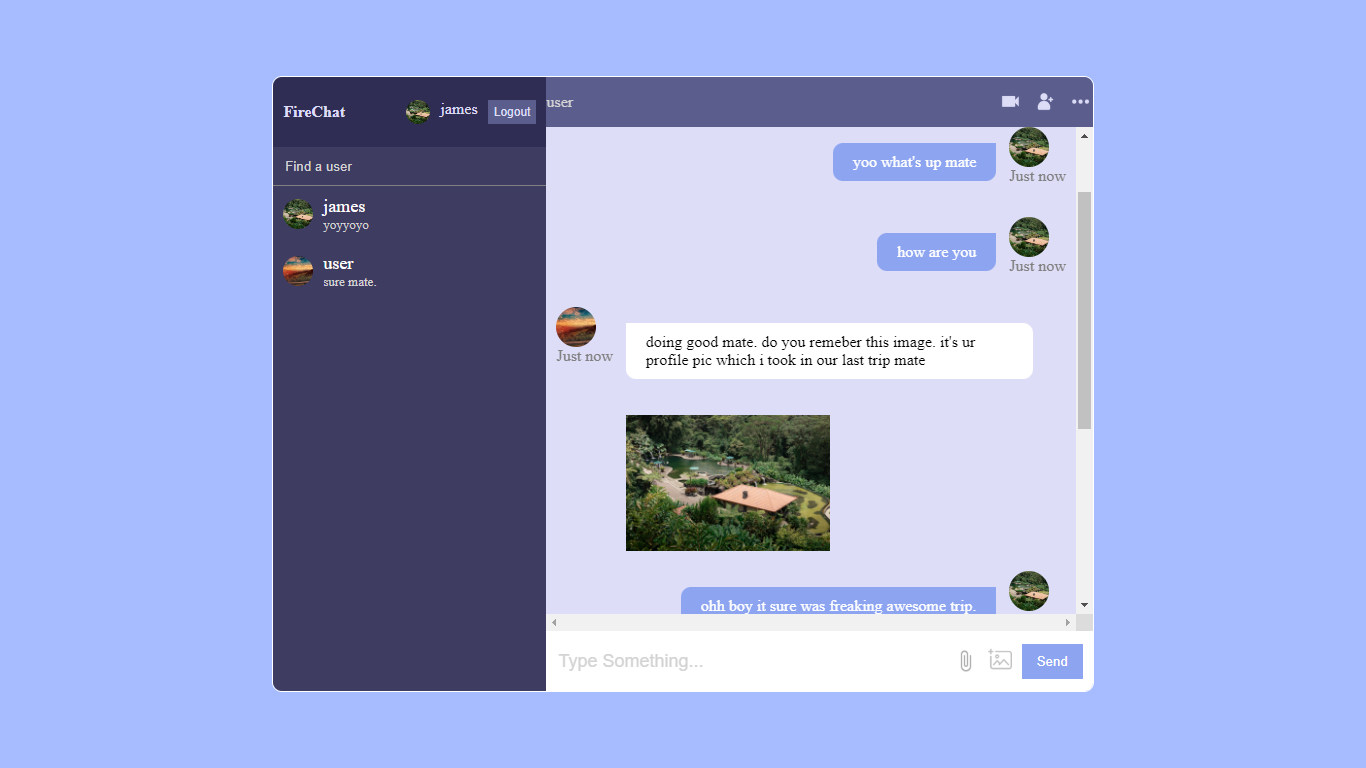 FireChat
james
Logout
Find a user
james
yoyyoyo
user
sure mate.
user
yoo what's up mate
Just now
how are you
Just now
Just now
doing good mate. do you remeber this image. it's ur
profile pic which i took in our last trip mate
ohh boy it sure was freaking awesome trip.
Type Something...
Send